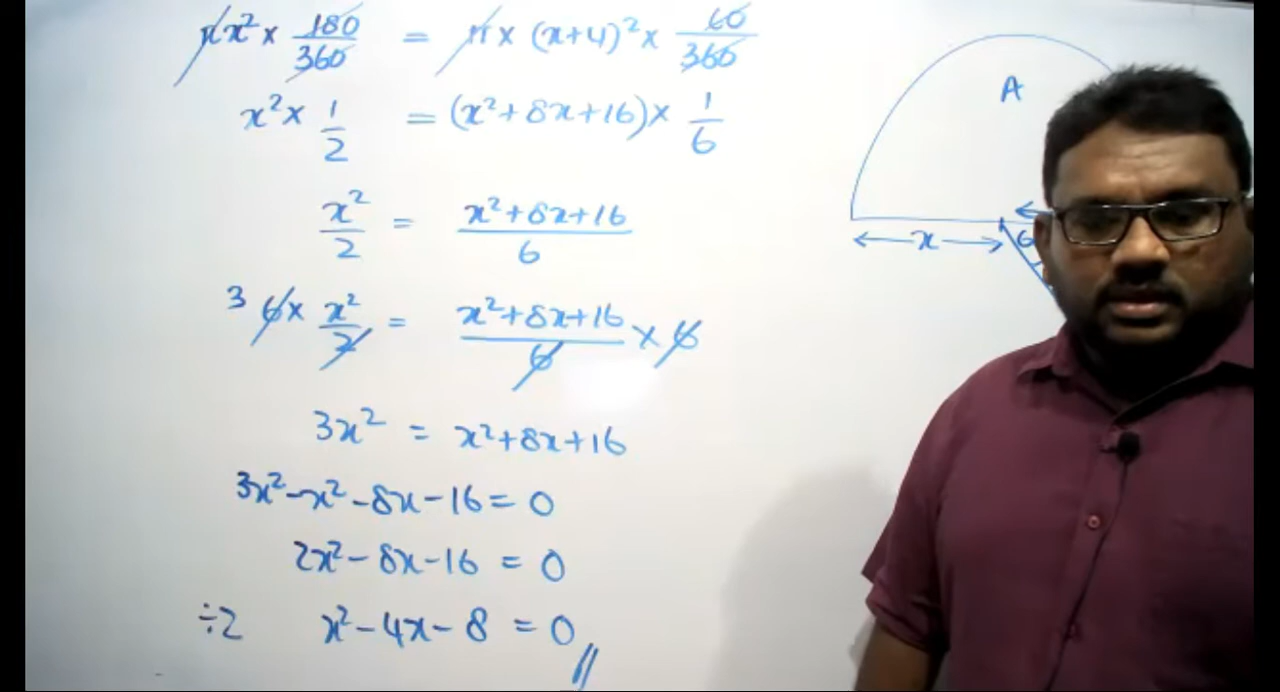 πx² × 180/360 = π × (x+4)² × 60/360
x² × 1/2 = (x²+8x+16) × 1/6
x²/2 = (x²+8x+16)/6
3 6 × x²/2 = (x²+8x+16)/6 × 6
3x² = x²+8x+16
3x²-x²-8x-16 = 0
2x²-8x-16 = 0
÷2 x²-4x-8 = 0
A
x